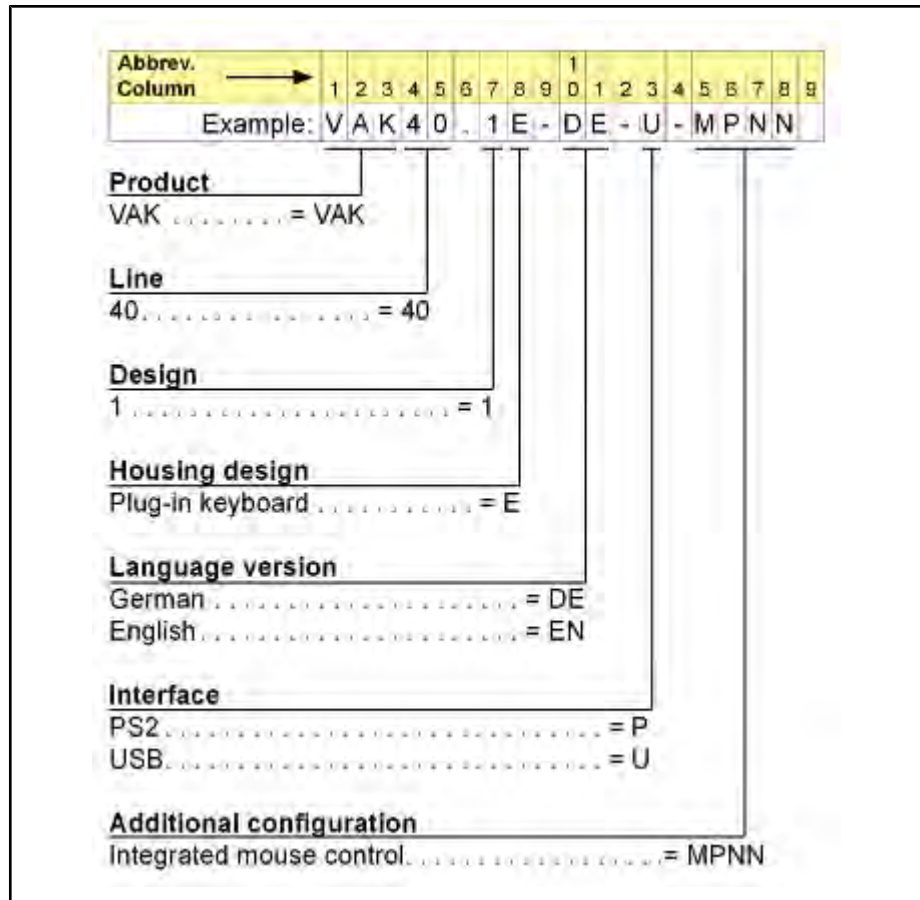 Abbrev. 1
Column 1 2 3 4 5 6 7 8 9 0 1 2 3 4 5 6 7 8 9
Example: V A K 4 0 . 1 E - D E - U - M P N N
Product
VAK . . . . . . . . = VAK
Line
40. . . . . . . . . . . . . . . . = 40
Design
1 . . . . . . . . . . . . . . . . . . . . . . = 1
Housing design
Plug-in keyboard . . . . . . . . . . . = E
Language version
German . . . . . . . . . . . . . . . . . . . . . = DE
English . . . . . . . . . . . . . . . . . . . . . . = EN
Interface
PS2 . . . . . . . . . . . . . . . . . . . . . . . . . . . . . . = P
USB. . . . . . . . . . . . . . . . . . . . . . . . . . . . . . = U
Additional configuration
Integrated mouse control. . . . . . . . . . . . . . . . . . = MPNN